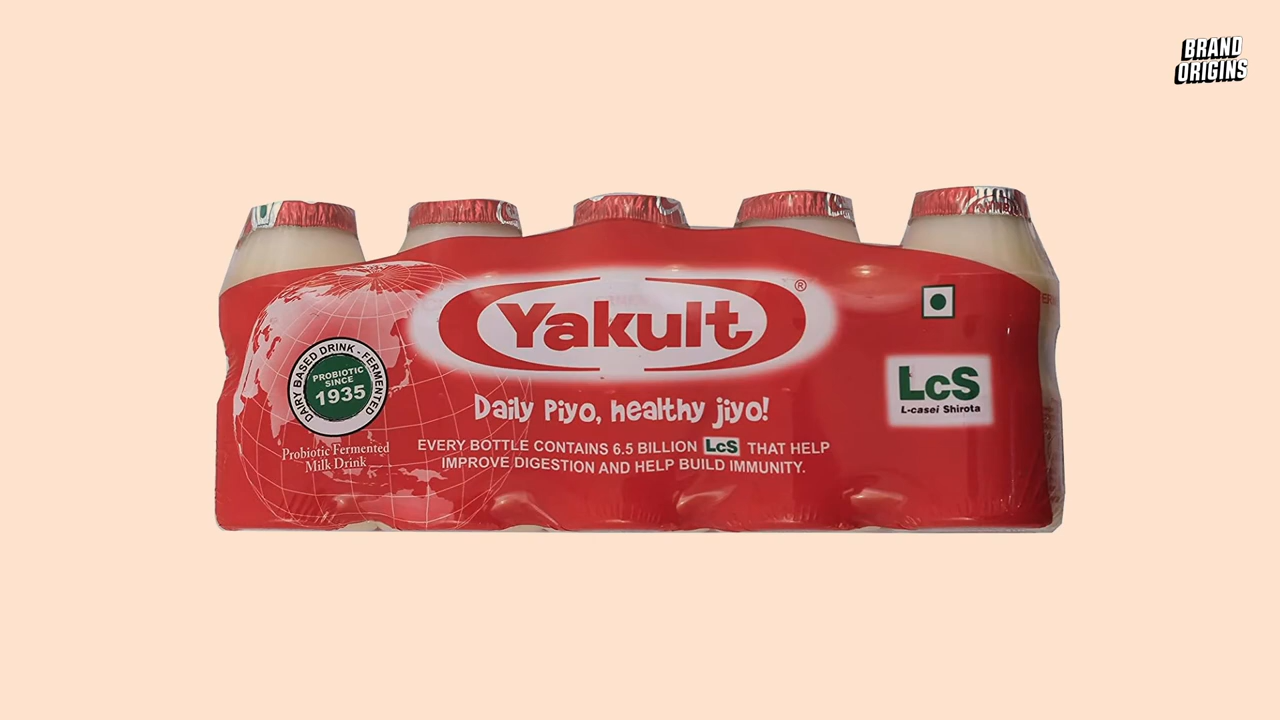 BRAND
ORIGINS
Yakult®
DAIRY BASED DRINK - FERMENTED
PROBIOTIC
SINCE
1935
Probiotic Fermented
Milk Drink
Daily Piyo, healthy jiyo!
EVERY BOTTLE CONTAINS 6.5 BILLION LcS THAT HELP
IMPROVE DIGESTION AND HELP BUILD IMMUNITY.
LcS
L-casei Shirota